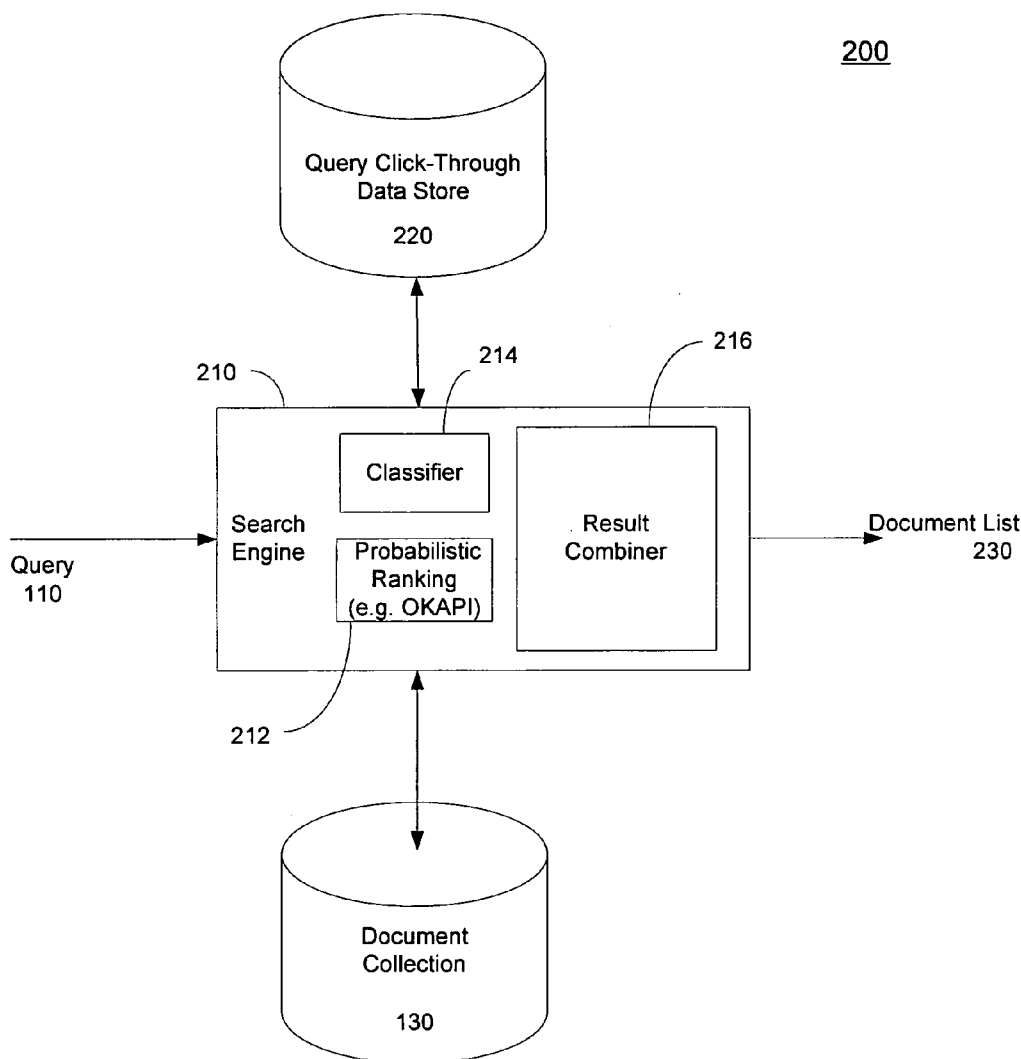 200
Query Click-Through
Data Store
220
214
216
210
Classifier
Search
Engine
Probabilistic
Ranking
(e.g. OKAPI)
Result
Combiner
Query
110
Document List
230
212
Document
Collection
130